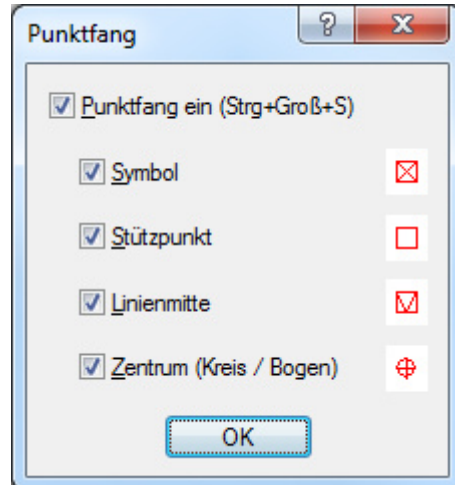 Punktfang
Punktfang ein (Strg+Groß+S)
Symbol
Stützpunkt
Linienmitte
Zentrum (Kreis / Bogen)
OK